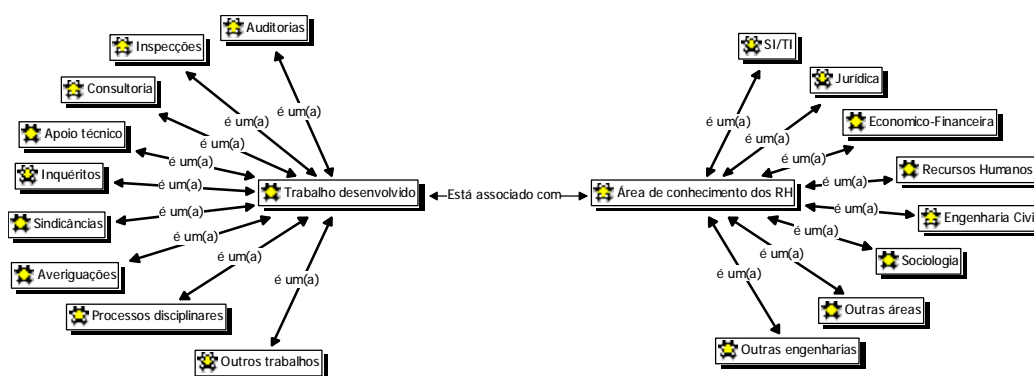 Auditorias
Inspecções
Consultoria
Apoio técnico
Inquéritos
Sindicâncias
Averiguações
Processos disciplinares
Outros trabalhos
é um(a)
é um(a)
é um(a)
é um(a)
é um(a)
é um(a)
é um(a)
é um(a)
é um(a)
Trabalho desenvolvido
Está associado com
Área de conhecimento dos RH
é um(a)
é um(a)
é um(a)
é um(a)
é um(a)
é um(a)
é um(a)
é um(a)
SI/TI
Jurídica
Economico-Financeira
Recursos Humanos
Engenharia Civil
Sociologia
Outras áreas
Outras engenharias